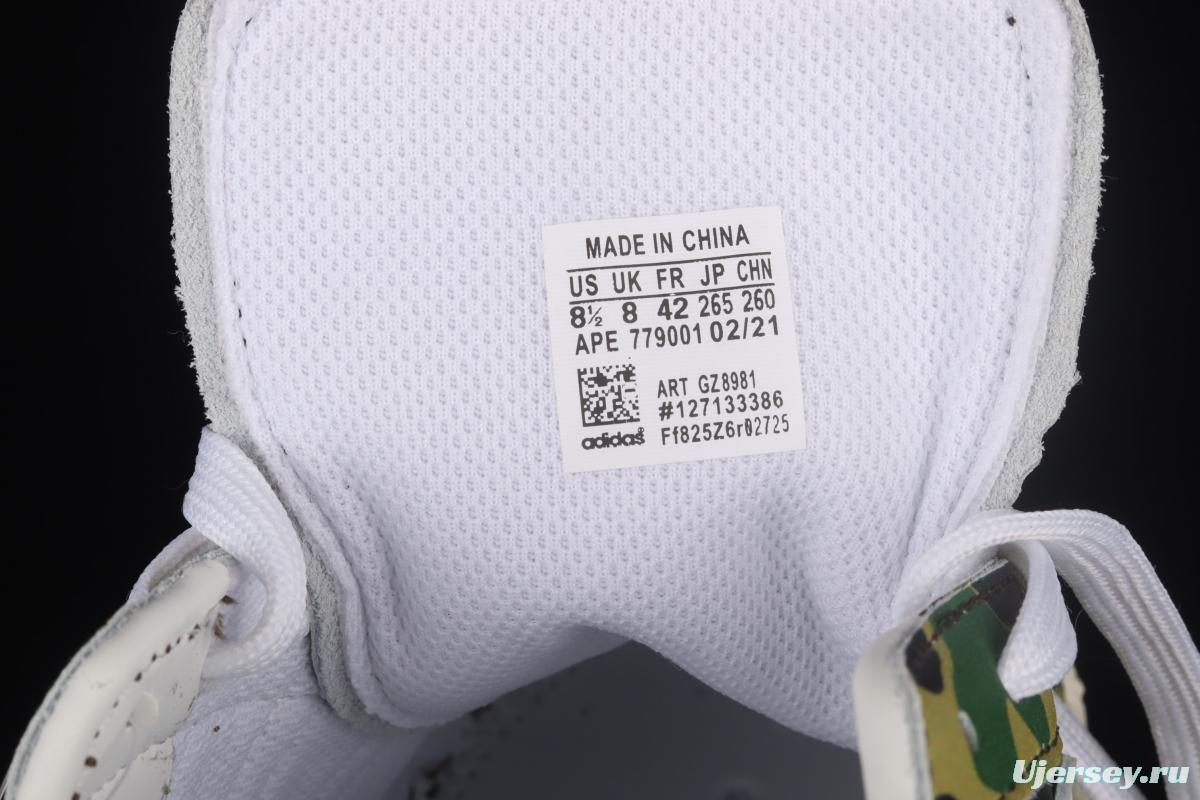 MADE IN CHINA
US UK FR JP CHN
8½ 8 42 265 260
APE 779001 02/21
ART GZ8981
#127133386
Ff825Z6r02725
adidas®
Ujersey.ru